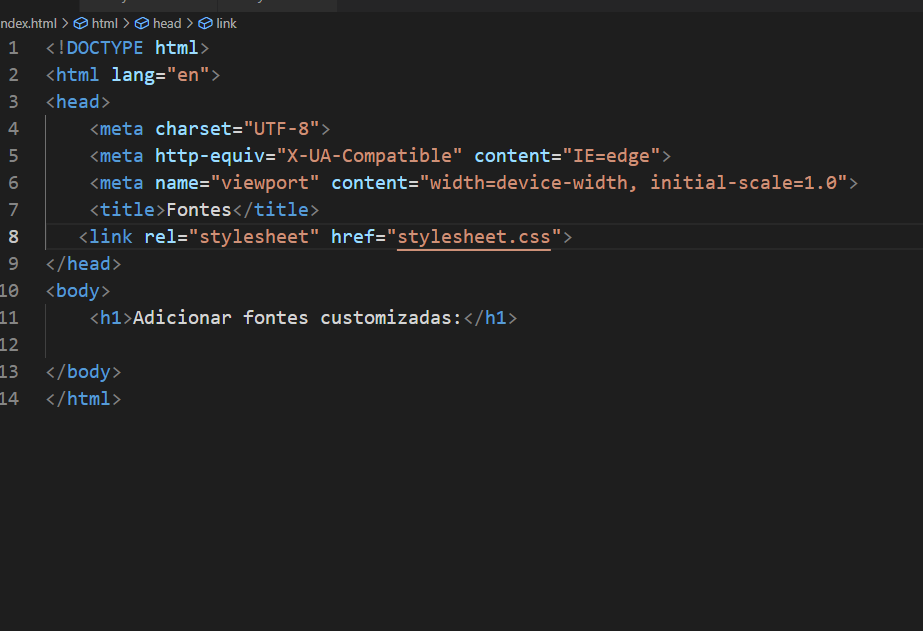 ndex.html > html > head > link
1 <!DOCTYPE html>
2 <html lang="en">
3 <head>
4 <meta charset="UTF-8">
5 <meta http-equiv="X-UA-Compatible" content="IE=edge">
6 <meta name="viewport" content="width=device-width, initial-scale=1.0">
7 <title>Fontes</title>
8 <link rel="stylesheet" href="stylesheet.css">
9 </head>
10 <body>
11 <h1>Adicionar fontes customizadas:</h1>
12
13 </body>
14 </html>